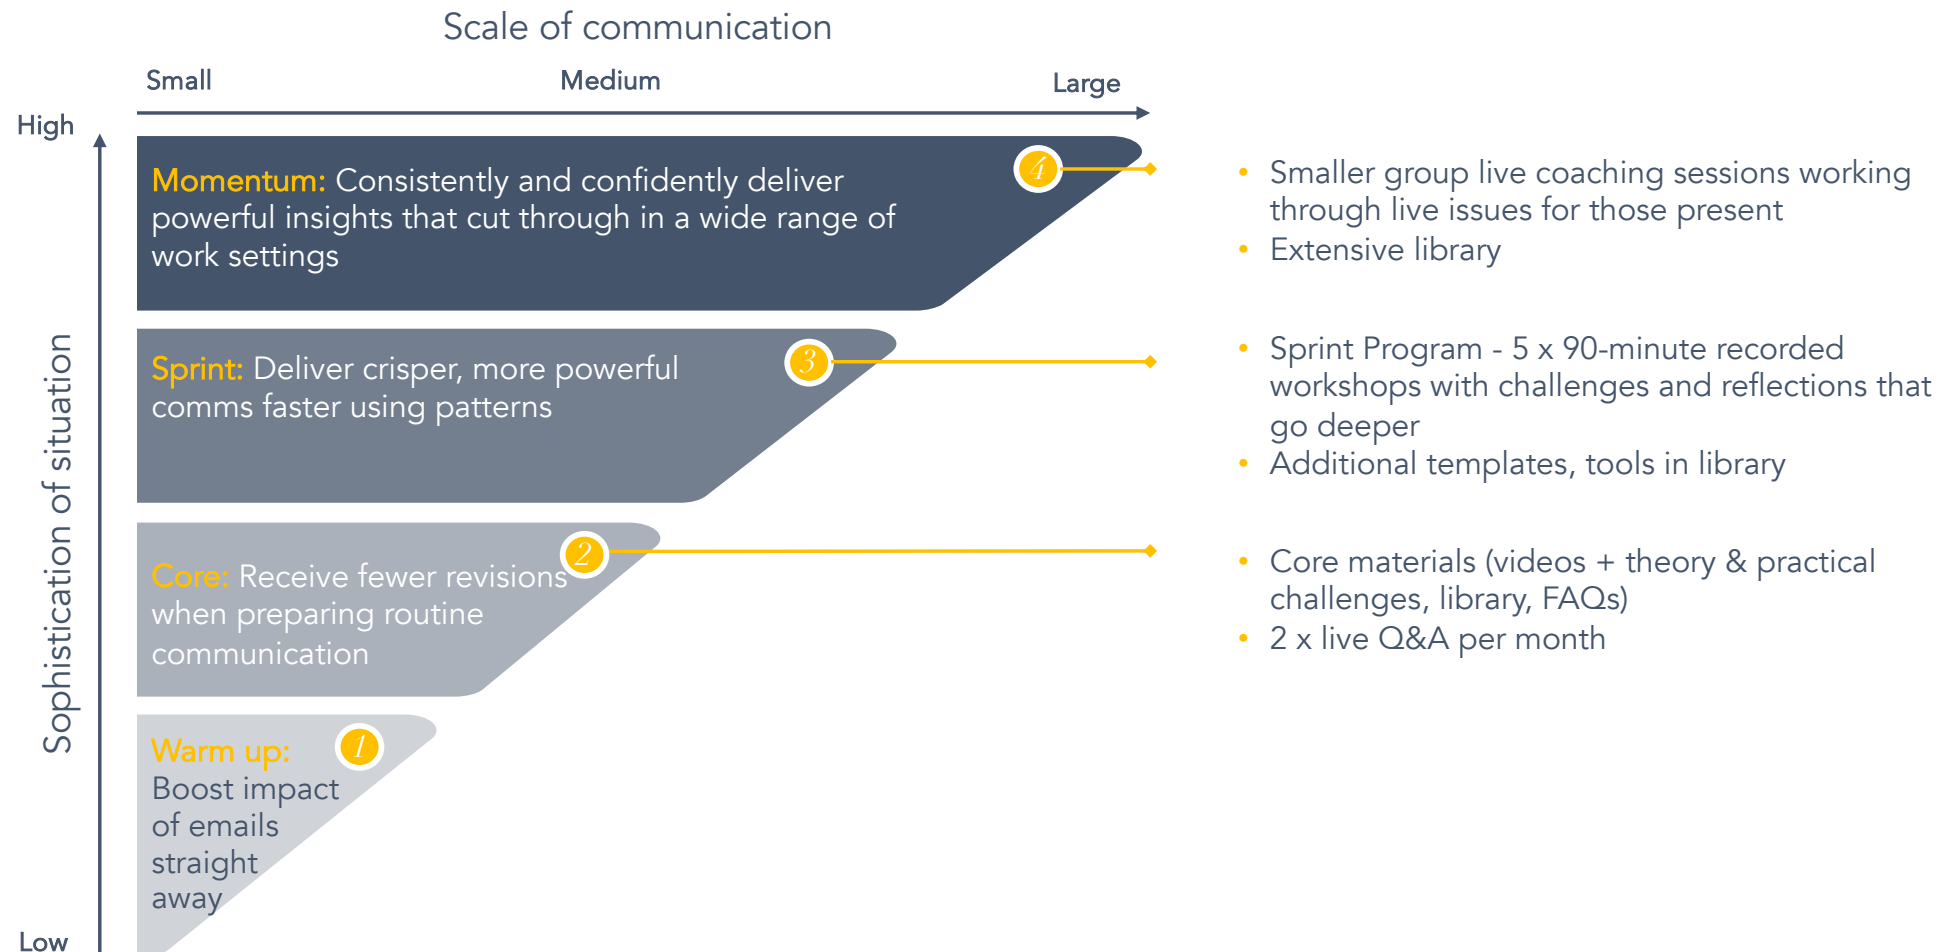 Scale of communication
Small
Medium
Large
High
Sophistication of situation
Low
Momentum: Consistently and confidently deliver
powerful insights that cut through in a wide range of
work settings
4
• Smaller group live coaching sessions working
through live issues for those present
• Extensive library
Sprint: Deliver crisper, more powerful
comms faster using patterns
3
• Sprint Program - 5 x 90-minute recorded
workshops with challenges and reflections that
go deeper
• Additional templates, tools in library
Core: Receive fewer revisions
when preparing routine
communication
2
• Core materials (videos + theory & practical
challenges, library, FAQs)
• 2 x live Q&A per month
Warm up:
Boost impact
of emails
straight
away
1